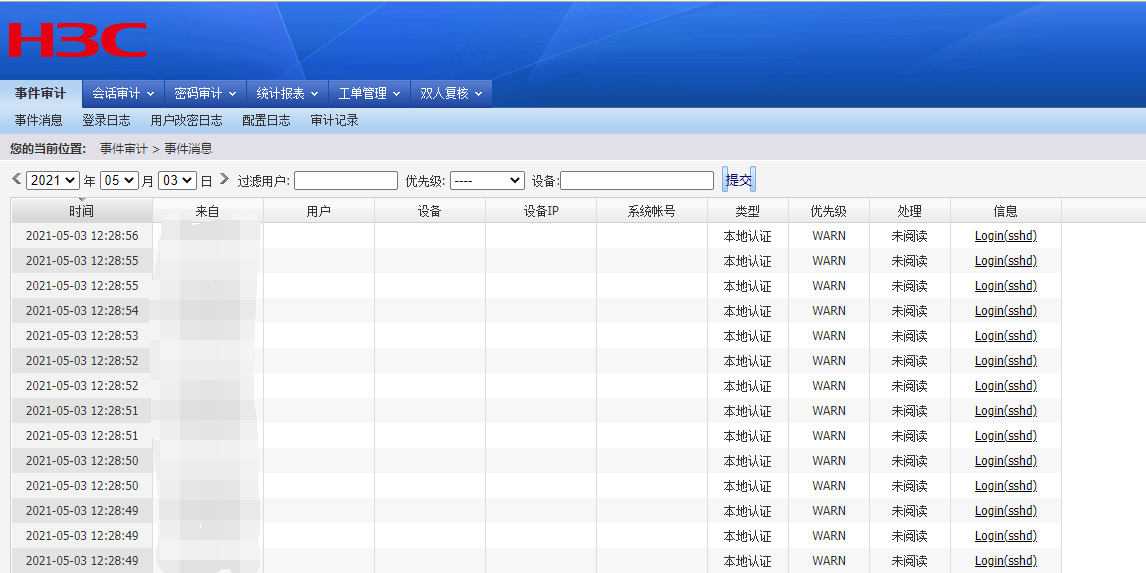 H3C
事件审计 会话审计 密码审计 统计报表 工单管理 双人复核
事件消息 登录日志 用户改密日志 配置日志 审计记录
您的当前位置: 事件审计 > 事件消息
2021 年 05 月 03 日 过滤用户: 优先级: ---- 设备: 提交
时间 来自 用户 设备 设备IP 系统帐号 类型 优先级 处理 信息
2021-05-03 12:28:56 本地认证 WARN 未阅读 Login(sshd)
2021-05-03 12:28:55 本地认证 WARN 未阅读 Login(sshd)
2021-05-03 12:28:55 本地认证 WARN 未阅读 Login(sshd)
2021-05-03 12:28:54 本地认证 WARN 未阅读 Login(sshd)
2021-05-03 12:28:53 本地认证 WARN 未阅读 Login(sshd)
2021-05-03 12:28:52 本地认证 WARN 未阅读 Login(sshd)
2021-05-03 12:28:52 本地认证 WARN 未阅读 Login(sshd)
2021-05-03 12:28:51 本地认证 WARN 未阅读 Login(sshd)
2021-05-03 12:28:51 本地认证 WARN 未阅读 Login(sshd)
2021-05-03 12:28:50 本地认证 WARN 未阅读 Login(sshd)
2021-05-03 12:28:50 本地认证 WARN 未阅读 Login(sshd)
2021-05-03 12:28:49 本地认证 WARN 未阅读 Login(sshd)
2021-05-03 12:28:49 本地认证 WARN 未阅读 Login(sshd)
2021-05-03 12:28:49 本地认证 WARN 未阅读 Login(sshd)